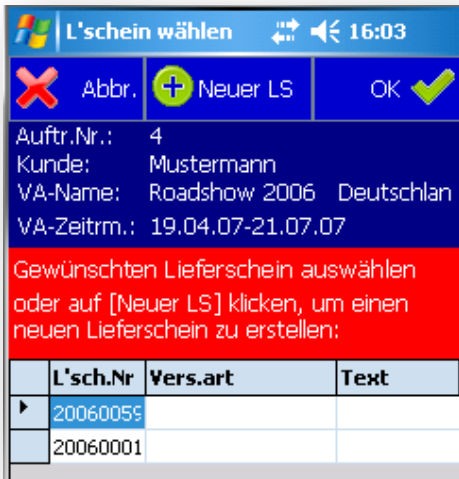 L'schein wählen 16:03
Abbr. Neuer LS OK
Auftr.Nr.: 4
Kunde: Mustermann
VA-Name: Roadshow 2006 Deutschlan
VA-Zeitrm.: 19.04.07-21.07.07
Gewünschten Lieferschein auswählen
oder auf [Neuer LS] klicken, um einen
neuen Lieferschein zu erstellen:
L'sch.Nr Vers.art Text
20060059
20060001